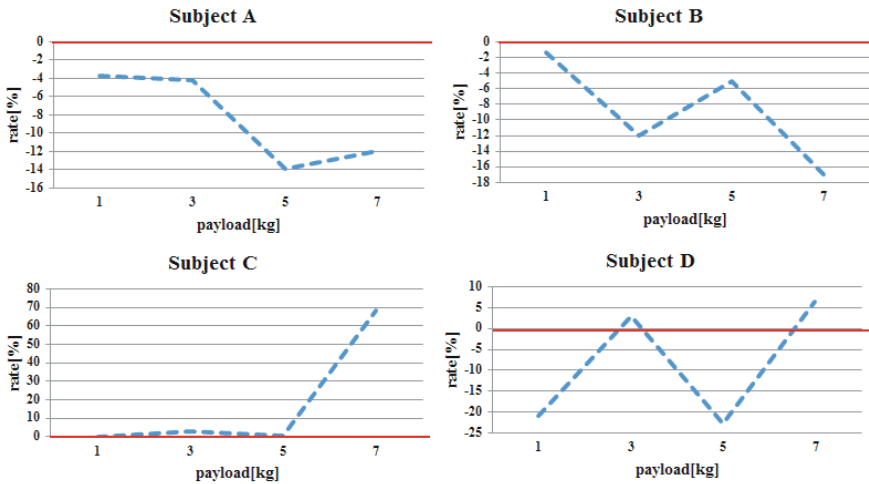 Subject A
0
-2
-4
-6
-8
-10
-12
-14
-16
rate[%]
1 3 5 7
payload[kg]
Subject B
0
-2
-4
-6
-8
-10
-12
-14
-16
-18
rate[%]
1 3 5 7
payload[kg]
Subject C
80
70
60
50
40
30
20
10
0
rate[%]
1 3 5 7
payload[kg]
Subject D
10
5
0
-5
-10
-15
-20
-25
rate[%]
1 3 5 7
payload[kg]